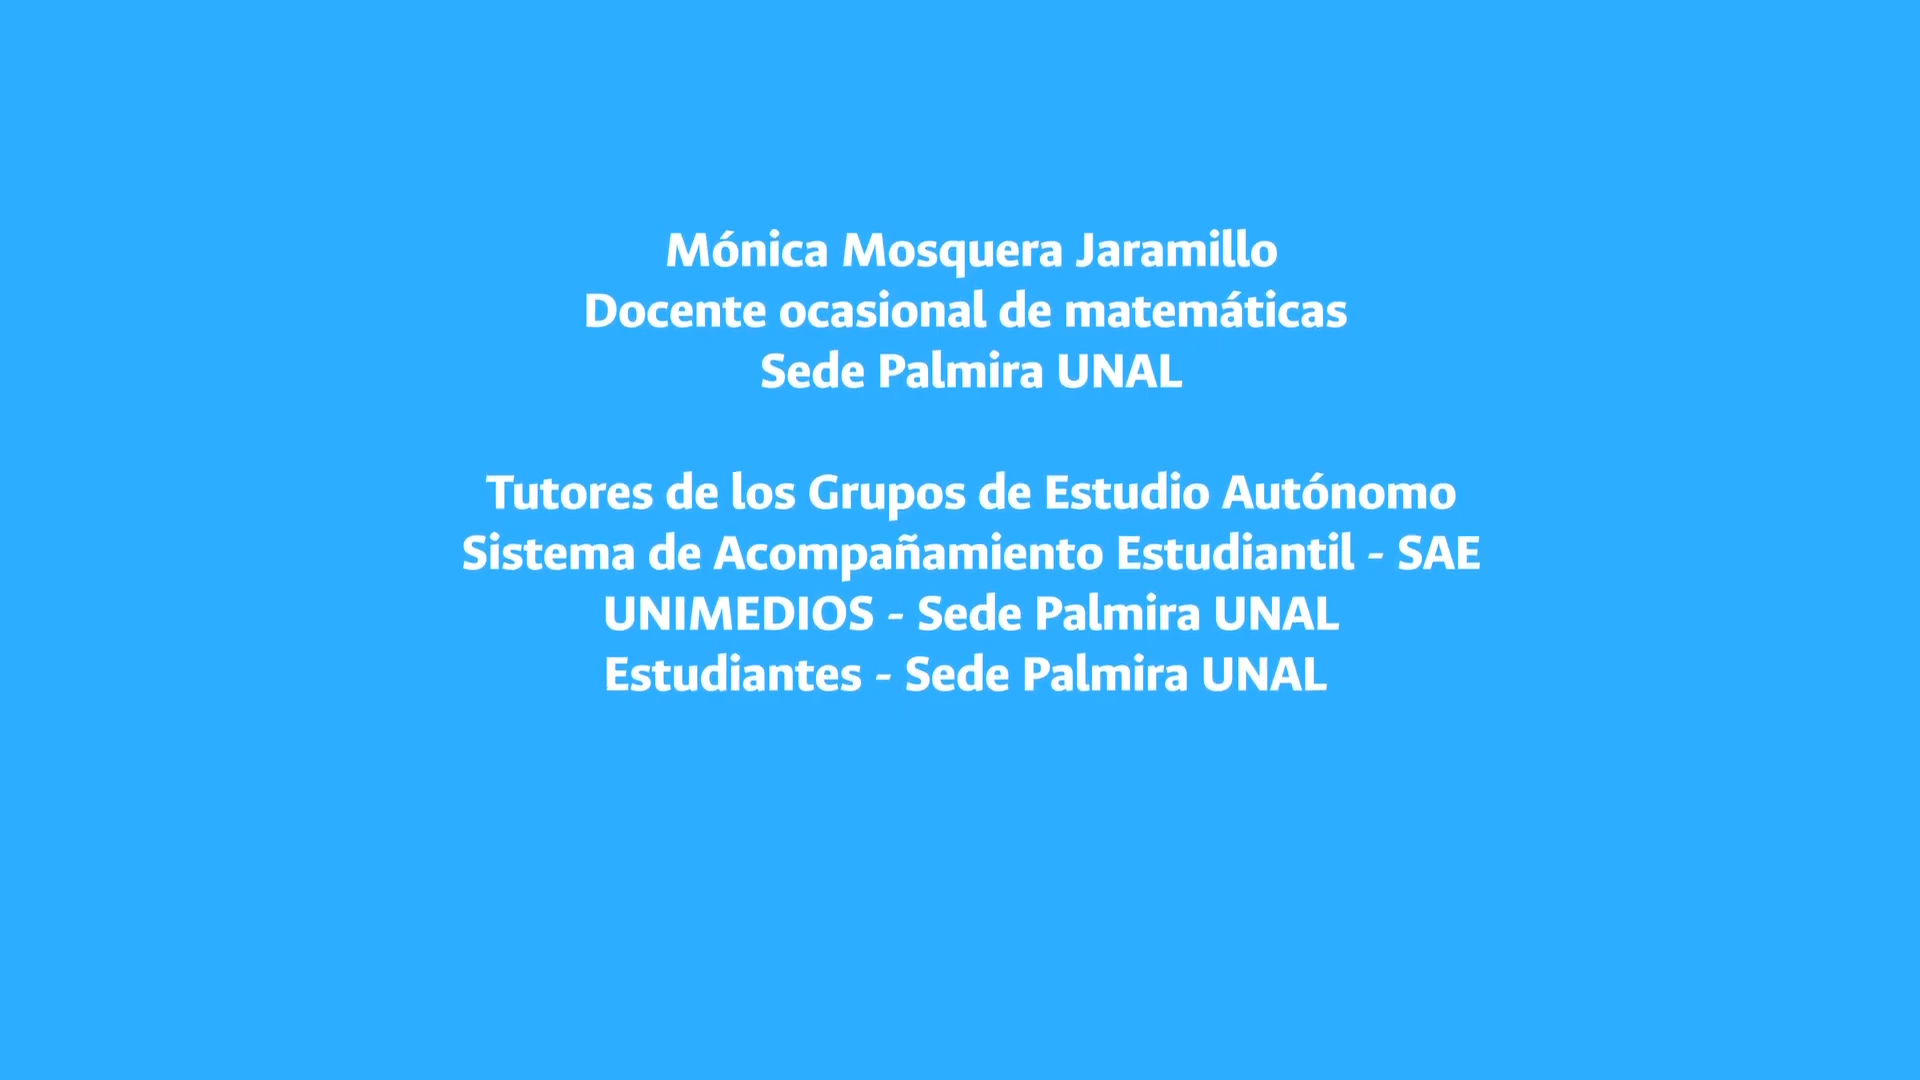 Mónica Mosquera Jaramillo
Docente ocasional de matemáticas
Sede Palmira UNAL
Tutores de los Grupos de Estudio Autónomo
Sistema de Acompañamiento Estudiantil - SAE
UNIMEDIOS - Sede Palmira UNAL
Estudiantes - Sede Palmira UNAL